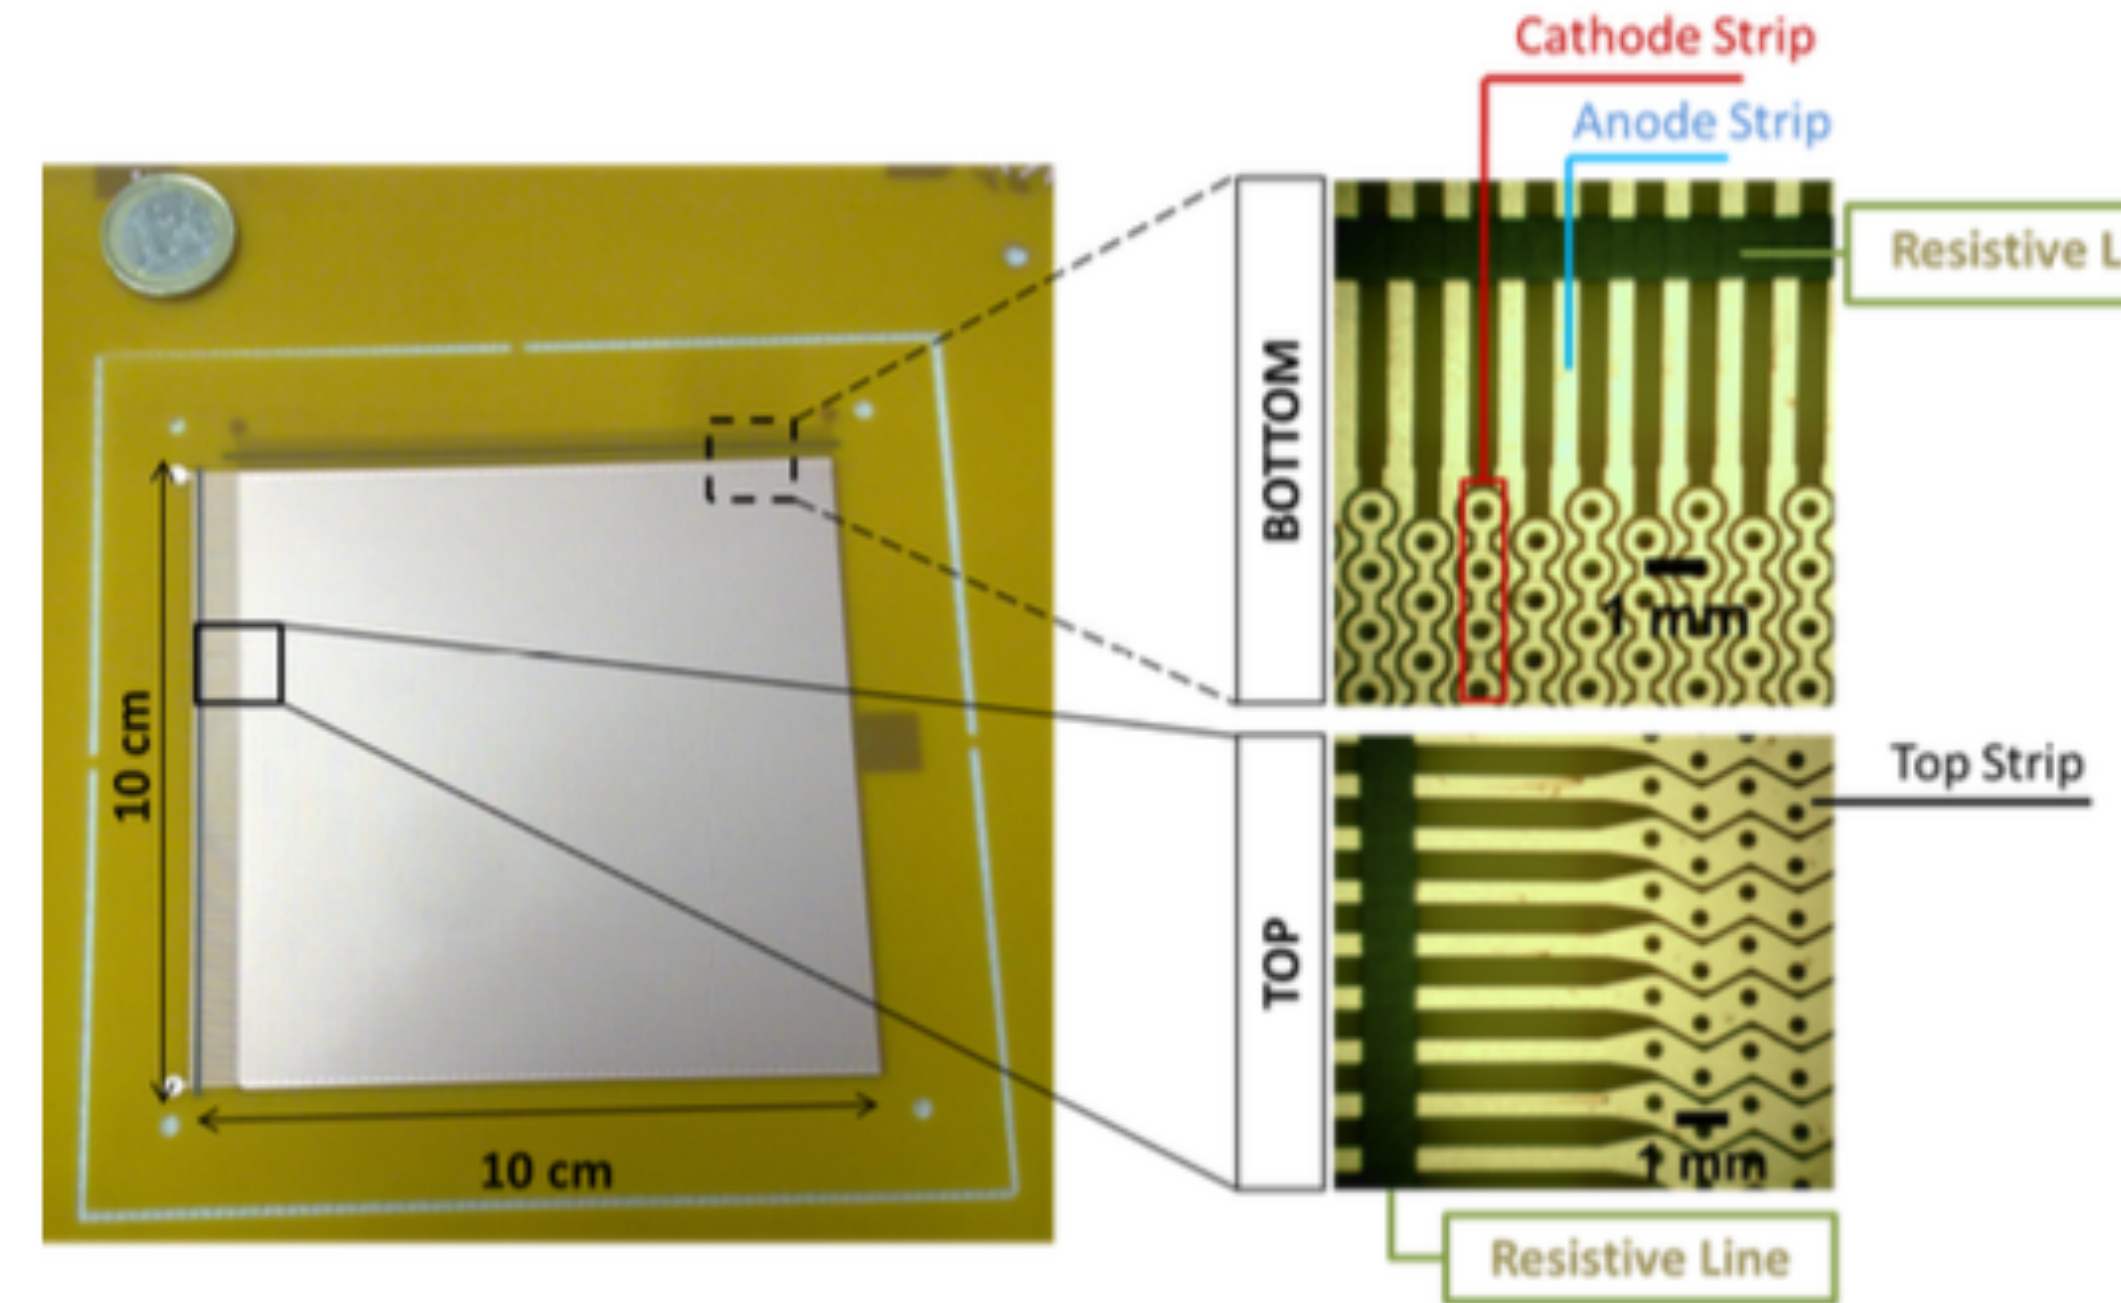 Cathode Strip
Anode Strip
Resistive L
BOTTOM
1 mm
10 cm
10 cm
TOP
Top Strip
1 mm
Resistive Line